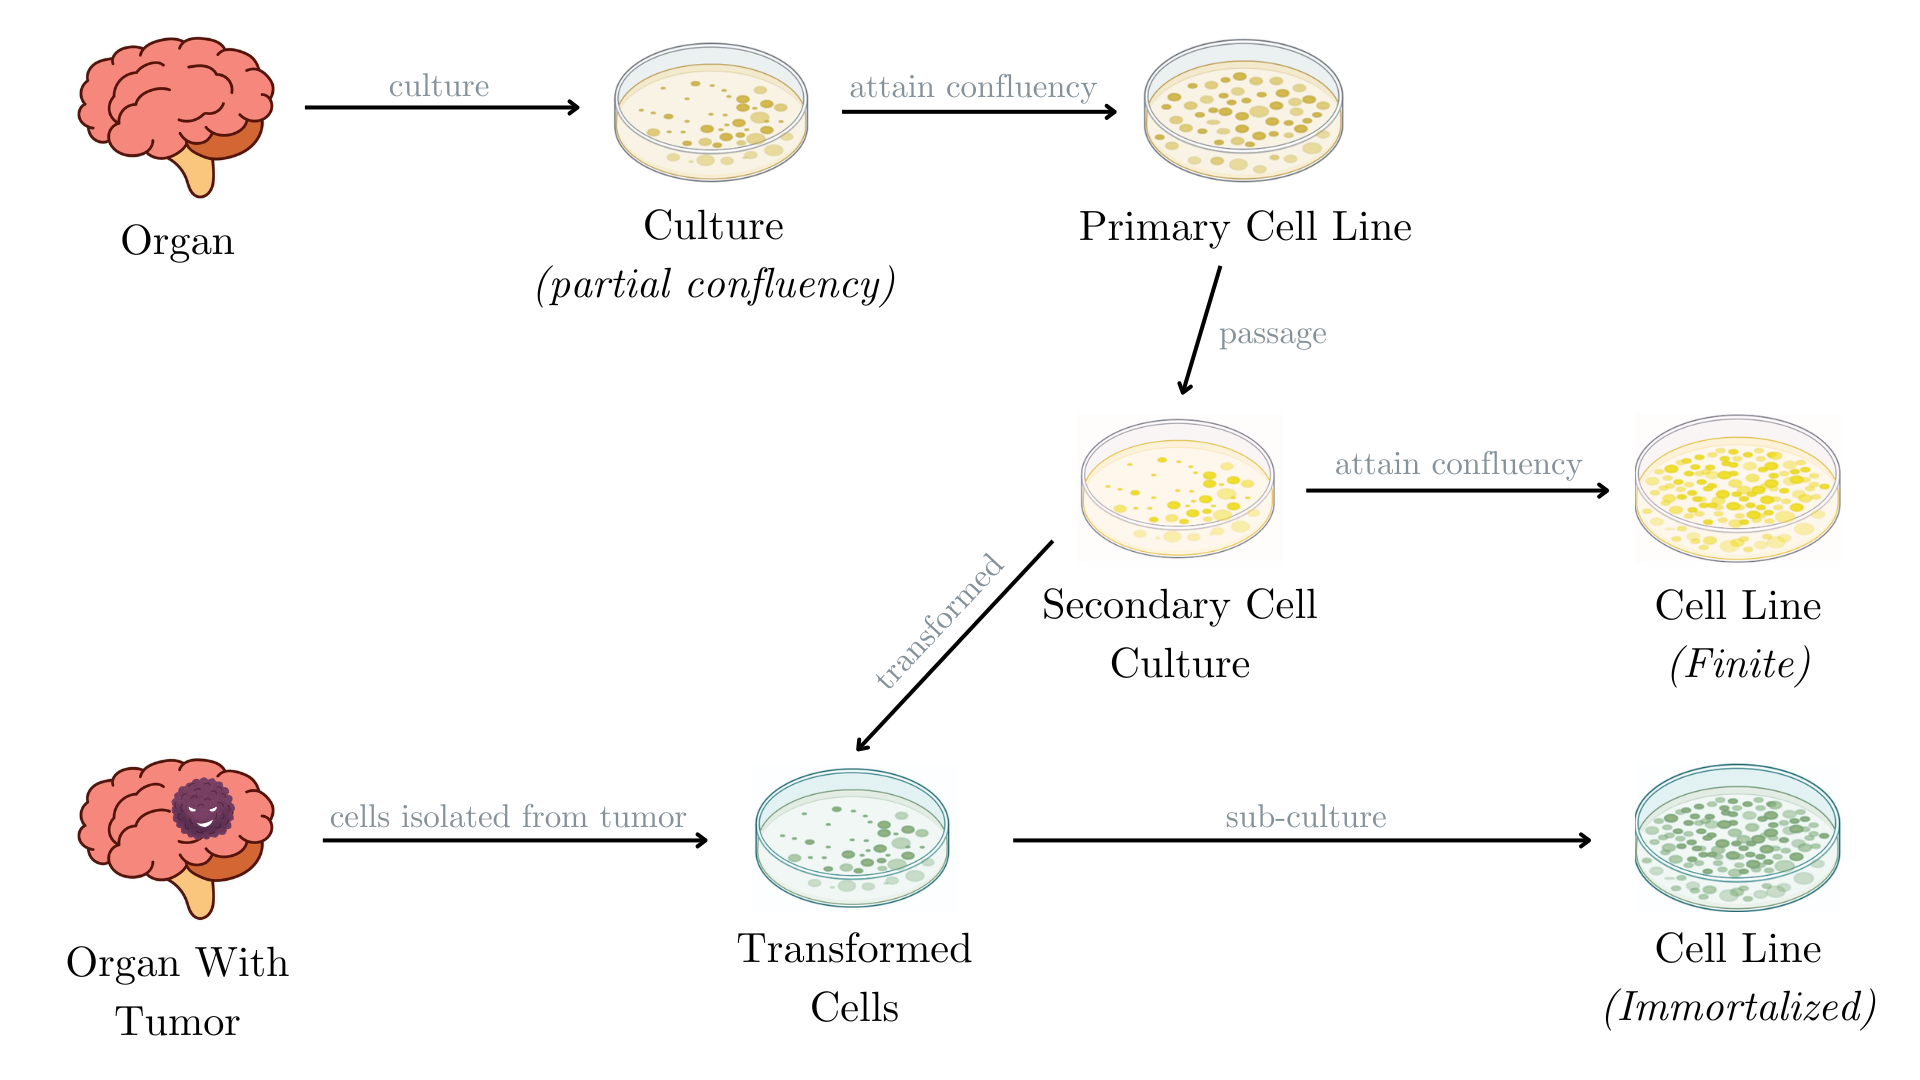 culture
attain confluency
Organ
Culture
(partial confluency)
Primary Cell Line
passage
attain confluency
transformed
Secondary Cell
Culture
Cell Line
(Finite)
cells isolated from tumor
sub-culture
Organ With
Tumor
Transformed
Cells
Cell Line
(Immortalized)